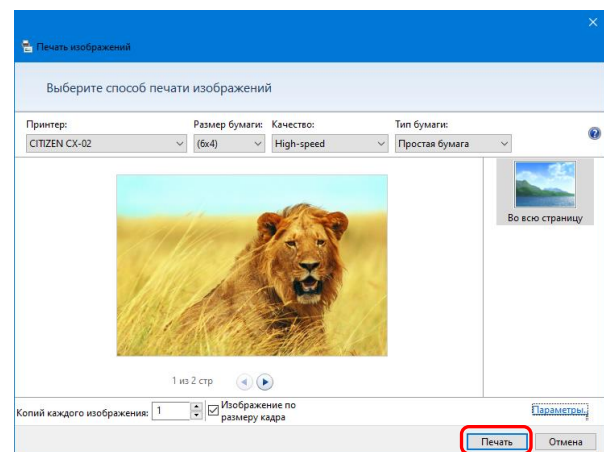 Печать изображений
Выберите способ печати изображений
Принтер: Размер бумаги: Качество: Тип бумаги:
CITIZEN CX-02 (6x4) High-speed Простая бумага
Во всю страницу
1 из 2 стр
Копий каждого изображения: 1 Изображение по
размеру кадра
Параметры...
Печать Отмена